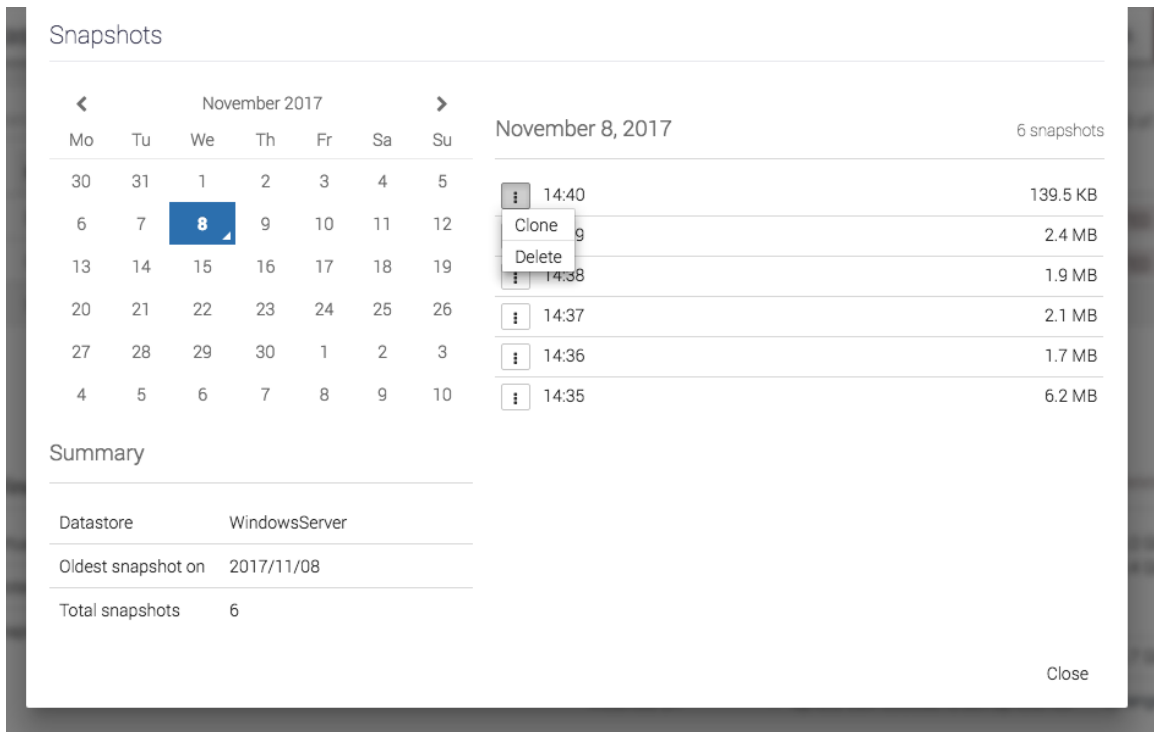 Snapshots
November 2017
Mo Tu We Th Fr Sa Su
30 31 1 2 3 4 5
6 7 8 9 10 11 12
13 14 15 16 17 18 19
20 21 22 23 24 25 26
27 28 29 30 1 2 3
4 5 6 7 8 9 10
Summary
Datastore WindowsServer
Oldest snapshot on 2017/11/08
Total snapshots 6
November 8, 2017 6 snapshots
14:40 139.5 KB
Clone
9 2.4 MB
Delete
14:38 1.9 MB
14:37 2.1 MB
14:36 1.7 MB
14:35 6.2 MB
Close